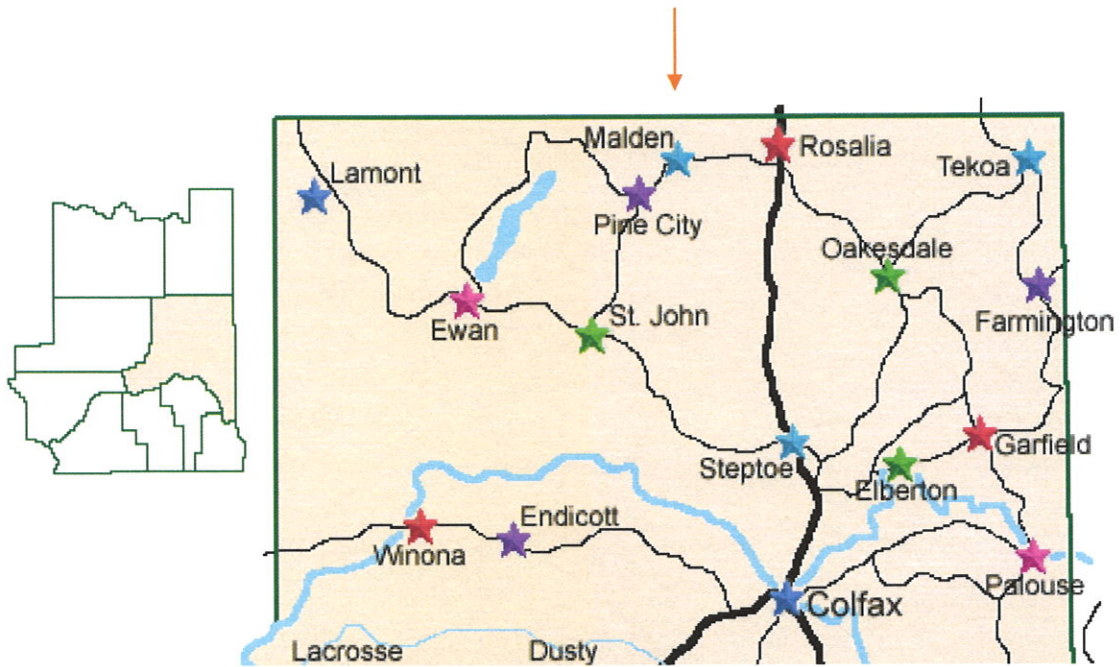 Malden
Rosalia
Lamont
Tekoa
Pine City
Oakesdale
Ewan
St. John
Farmington
Steptoe
Garfield
Elberton
Endicott
Winona
Palouse
Colfax
Lacrosse
Dusty